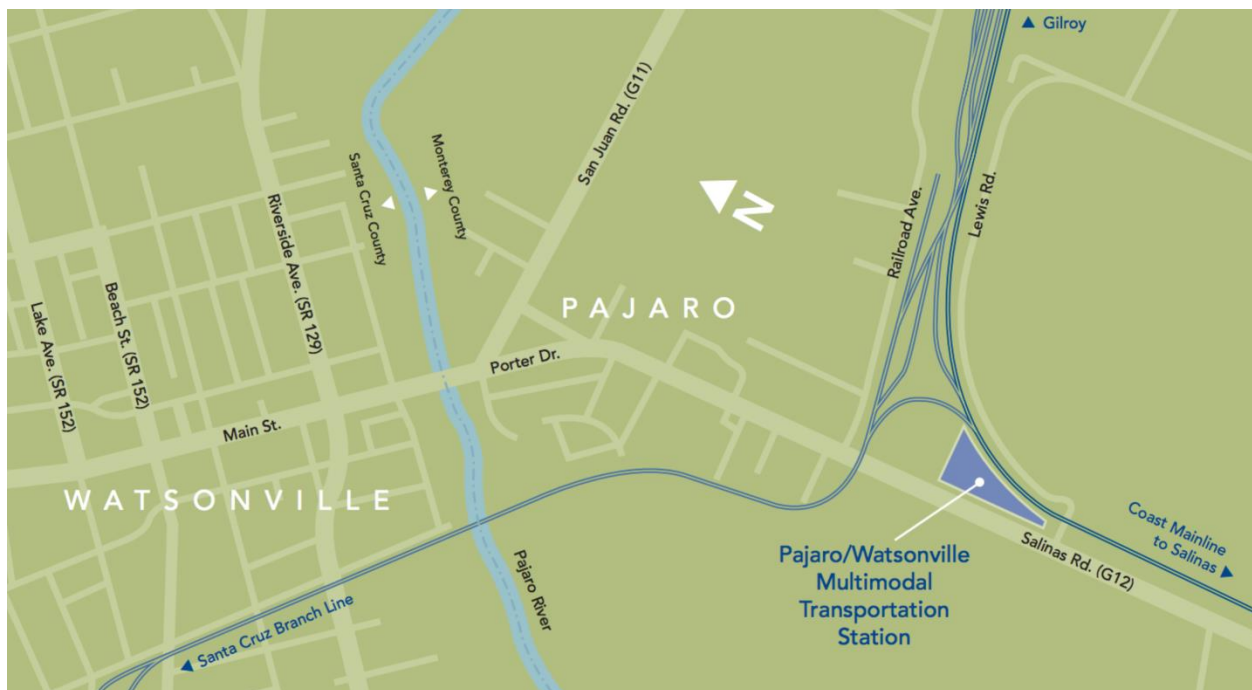 Gilroy
San Juan Rd. (G11)
Monterey County
Santa Cruz County
N
Riverside Ave. (SR 129)
Railroad Ave.
Lewis Rd.
Beach St. (SR 152)
Lake Ave. (SR 152)
PAJARO
Porter Dr.
Main St.
WATSONVILLE
Coast Mainline
to Salinas
Salinas Rd. (G12)
Pajaro/Watsonville
Multimodal
Transportation
Station
Pajaro River
Santa Cruz Branch Line